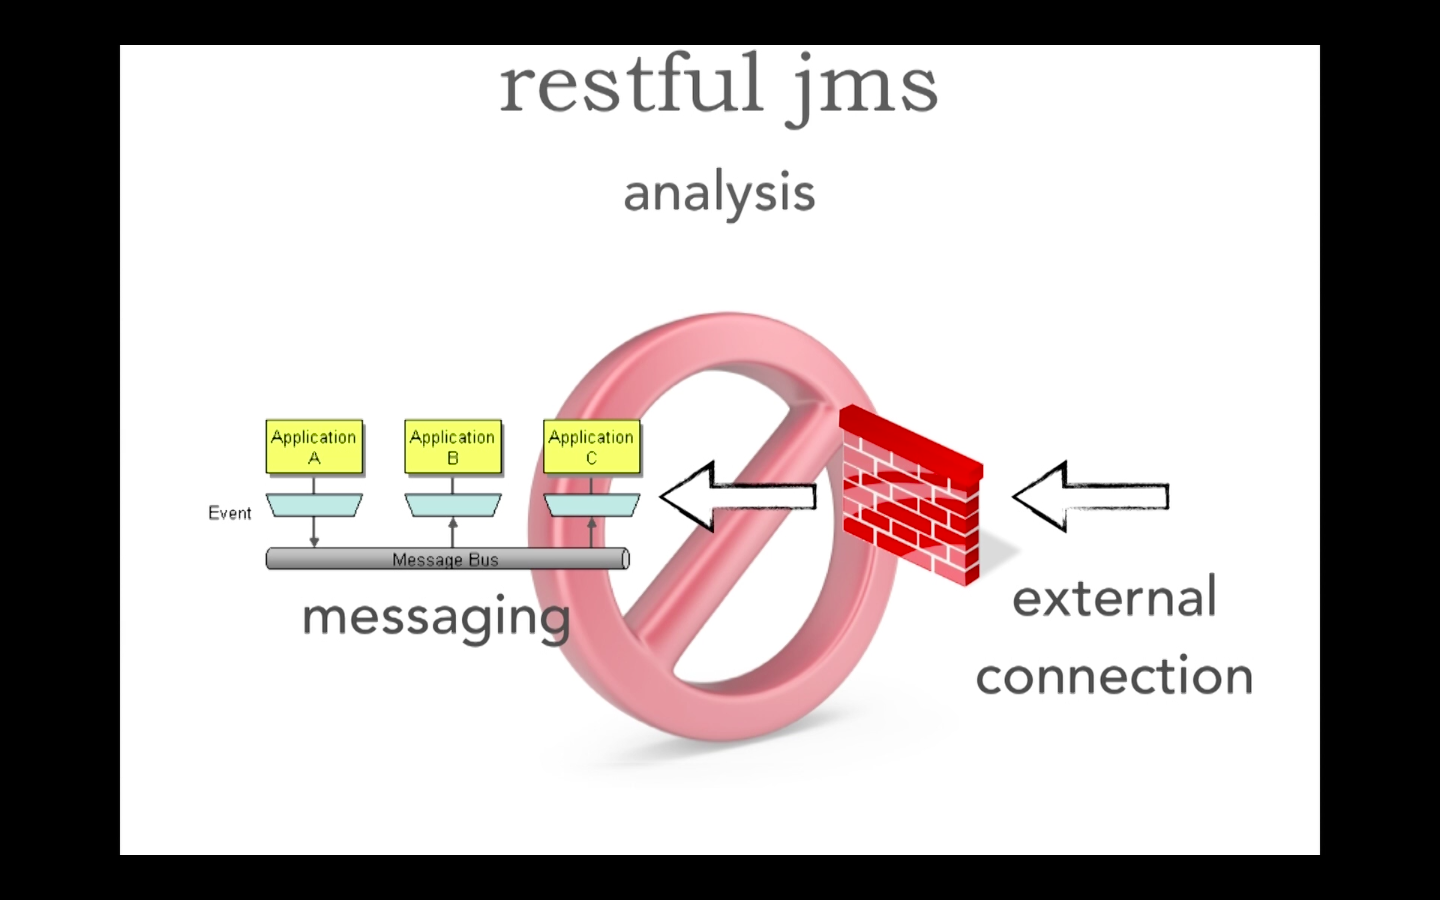 restful jms
analysis
Application
A
Application
B
Application
C
Event
Message Bus
messaging
external
connection